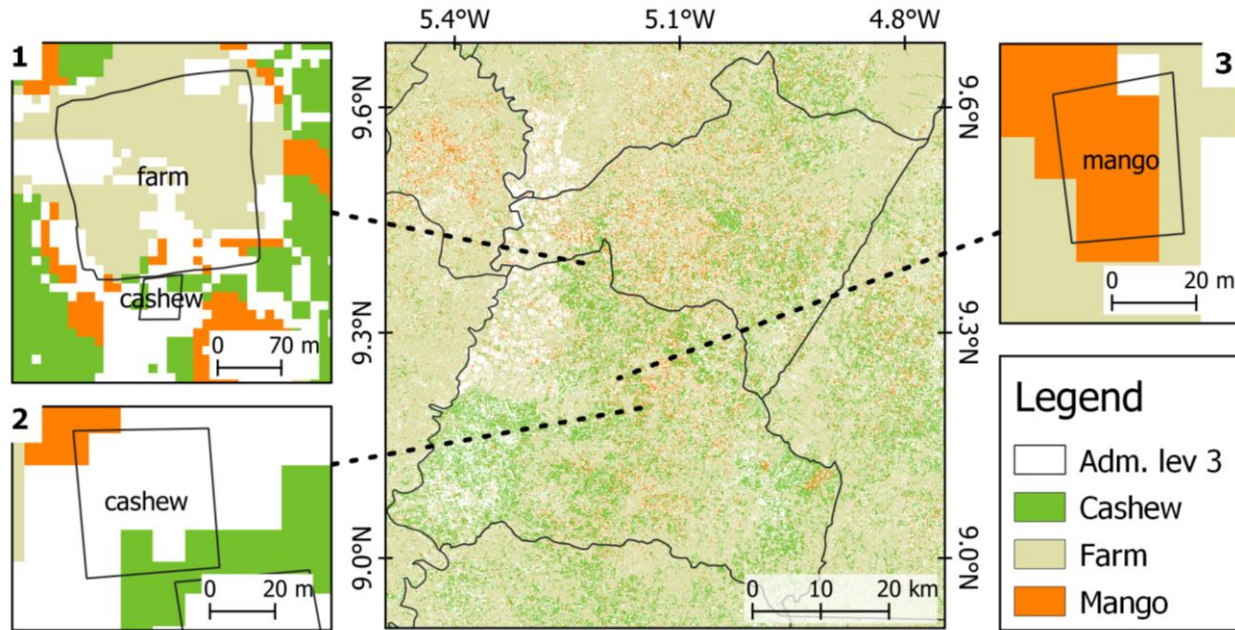 5.4°W 5.1°W 4.8°W
1
farm
cashew
0 70 m
2
cashew
0 20 m
9.6°N
9.3°N
9.0°N
0 10 20 km
9.6°N
9.3°N
9.0°N
3
mango
0 20 m
Legend
Adm. lev 3
Cashew
Farm
Mango